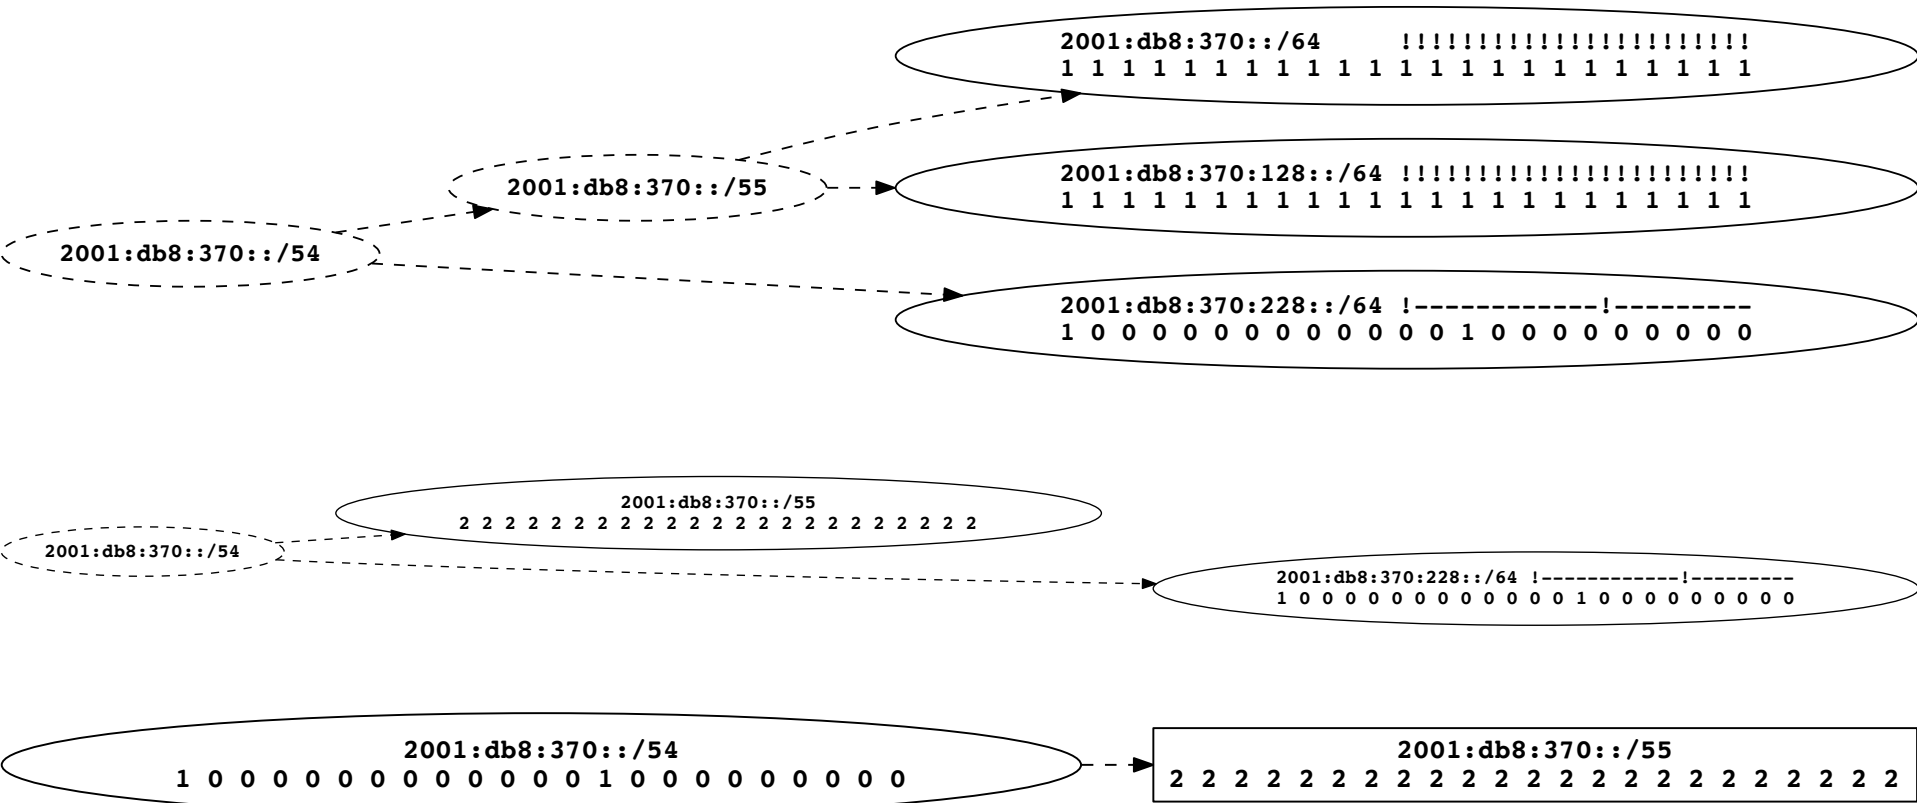 2001:db8:370::/64     !!!!!!!!!!!!!!!!!!!!!!!
1 1 1 1 1 1 1 1 1 1 1 1 1 1 1 1 1 1 1 1 1 1 1
2001:db8:370::/55
2001:db8:370:128::/64 !!!!!!!!!!!!!!!!!!!!!!!
1 1 1 1 1 1 1 1 1 1 1 1 1 1 1 1 1 1 1 1 1 1 1
2001:db8:370::/54
2001:db8:370:228::/64 !------------!---------
1 0 0 0 0 0 0 0 0 0 0 0 0 1 0 0 0 0 0 0 0 0 0
2001:db8:370::/55
2 2 2 2 2 2 2 2 2 2 2 2 2 2 2 2 2 2 2 2 2 2 2
2001:db8:370::/54
2001:db8:370:228::/64 !------------!---------
1 0 0 0 0 0 0 0 0 0 0 0 0 1 0 0 0 0 0 0 0 0 0
2001:db8:370::/54
1 0 0 0 0 0 0 0 0 0 0 0 0 1 0 0 0 0 0 0 0 0 0
2001:db8:370::/55
2 2 2 2 2 2 2 2 2 2 2 2 2 2 2 2 2 2 2 2 2 2 2